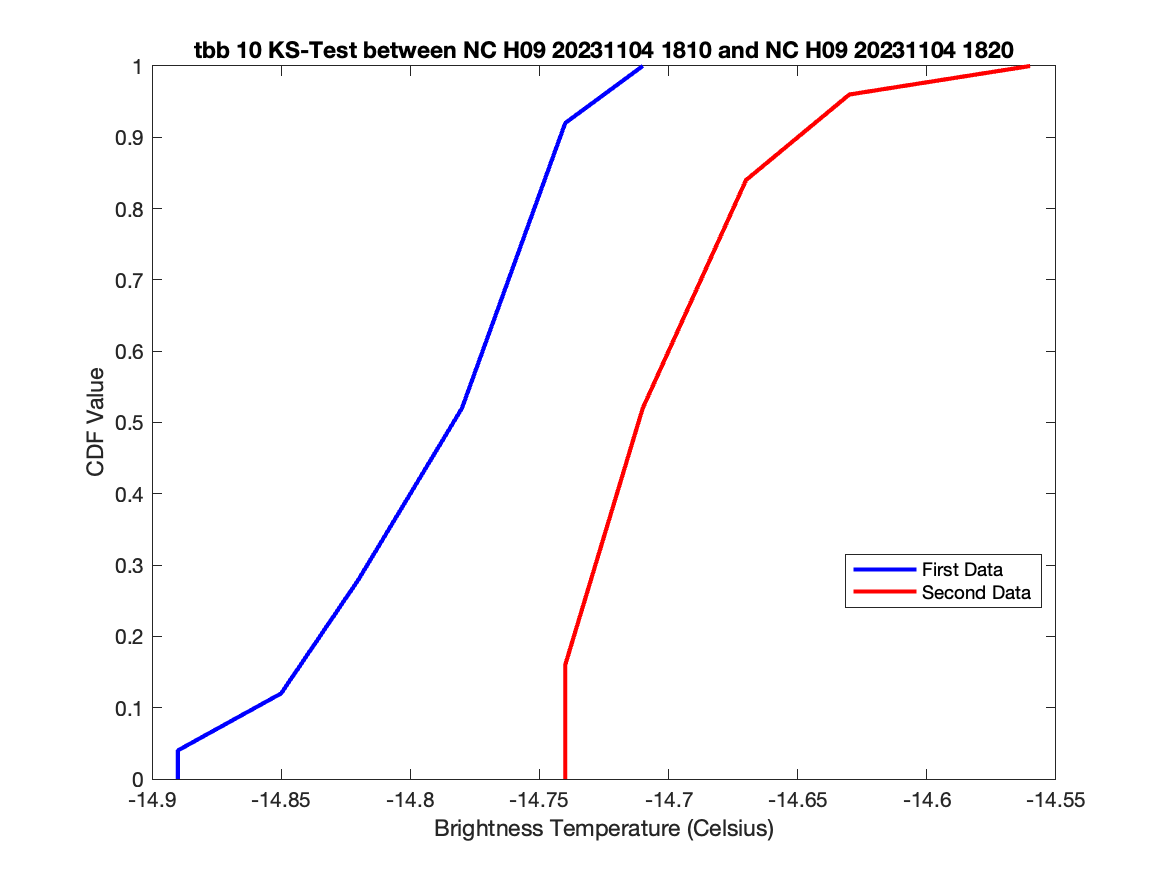 tbb 10 KS-Test between NC H09 20231104 1810 and NC H09 20231104 1820
1
0.9
0.8
0.7
0.6
0.5
0.4
0.3
0.2
0.1
0
CDF Value
First Data
Second Data
-14.9 -14.85 -14.8 -14.75 -14.7 -14.65 -14.6 -14.55
Brightness Temperature (Celsius)